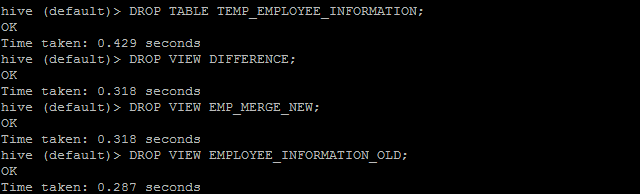 hive (default)> DROP TABLE TEMP_EMPLOYEE_INFORMATION;
OK
Time taken: 0.429 seconds
hive (default)> DROP VIEW DIFFERENCE;
OK
Time taken: 0.318 seconds
hive (default)> DROP VIEW EMP_MERGE_NEW;
OK
Time taken: 0.318 seconds
hive (default)> DROP VIEW EMPLOYEE_INFORMATION_OLD;
OK
Time taken: 0.287 seconds